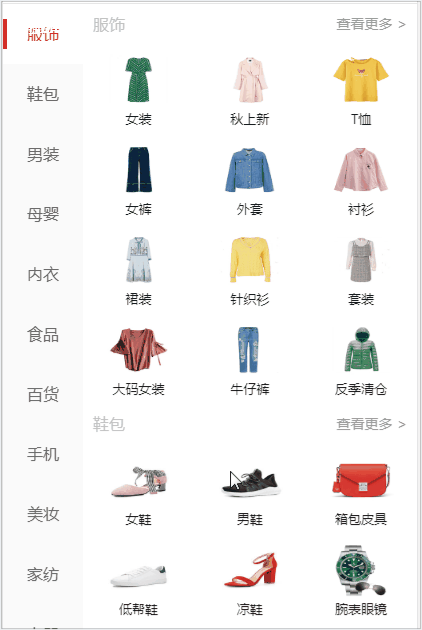 服饰
鞋包
男装
母婴
内衣
食品
百货
手机
美妆
家纺
服饰 查看更多 >
女装 秋上新 T恤
女裤 外套 衬衫
裙装 针织衫 套装
大码女装 牛仔裤 反季清仓
鞋包 查看更多 >
女鞋 男鞋 箱包皮具
低帮鞋 凉鞋 腕表眼镜